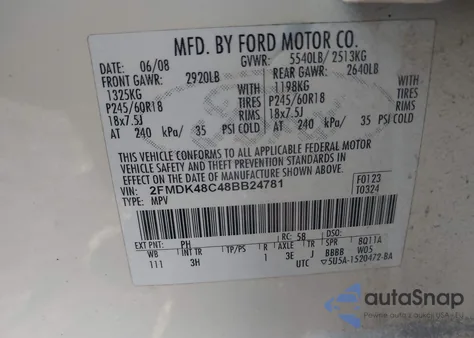 MFD. BY FORD MOTOR CO.
DATE: 06/08 GVWR: 5540LB/ 2513KG
FRONT GAWR: 2920LB REAR GAWR: 2640LB
1325KG WITH 1198KG WITH
P245/60R18 TIRES P245/60R18 TIRES
18x7.5J RIMS 18x7.5J RIMS
AT 240 kPa/ 35 PSI COLD AT 240 kPa/ 35 PSI COLD
THIS VEHICLE CONFORMS TO ALL APPLICABLE FEDERAL MOTOR
VEHICLE SAFETY AND THEFT PREVENTION STANDARDS IN
EFFECT ON THE DATE OF MANUFACTURE SHOWN ABOVE.
VIN: 2FMDK48C48BB24781 F0123
TYPE: MPV T0324
EXT PNT: PH RC: 58 DSO:
WB INT TR TP/PS R AXLE TR SPR BQ11A
111 3H I 3E J BBBB W05
UTC ▽5U5A-1520472-BA
autoSnap